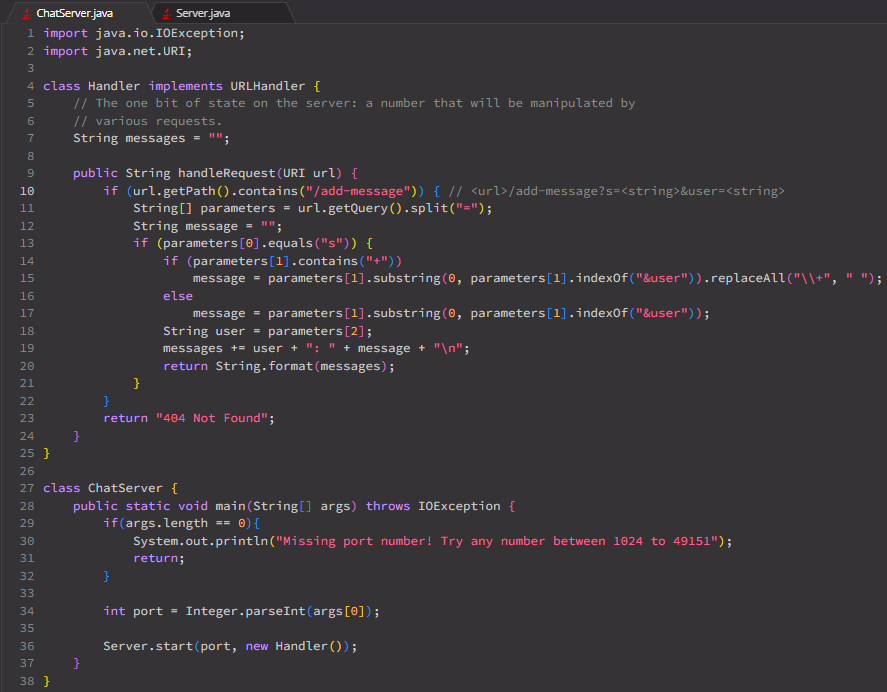 ChatServer.java Server.java
1 import java.io.IOException;
2 import java.net.URI;
3
4 class Handler implements URLHandler {
5     // The one bit of state on the server: a number that will be manipulated by
6     // various requests.
7     String messages = "";
8
9     public String handleRequest(URI url) {
10         if (url.getPath().contains("/add-message")) { // <url>/add-message?s=<string>&user=<string>
11             String[] parameters = url.getQuery().split("=");
12             String message = "";
13             if (parameters[0].equals("s")) {
14                 if (parameters[1].contains("+"))
15                     message = parameters[1].substring(0, parameters[1].indexOf("&user")).replaceAll("\\+", " ");
16                 else
17                     message = parameters[1].substring(0, parameters[1].indexOf("&user"));
18                 String user = parameters[2];
19                 messages += user + ": " + message + "\n";
20                 return String.format(messages);
21             }
22         }
23         return "404 Not Found";
24     }
25 }
26
27 class ChatServer {
28     public static void main(String[] args) throws IOException {
29         if(args.length == 0){
30             System.out.println("Missing port number! Try any number between 1024 to 49151");
31             return;
32         }
33
34         int port = Integer.parseInt(args[0]);
35
36         Server.start(port, new Handler());
37     }
38 }